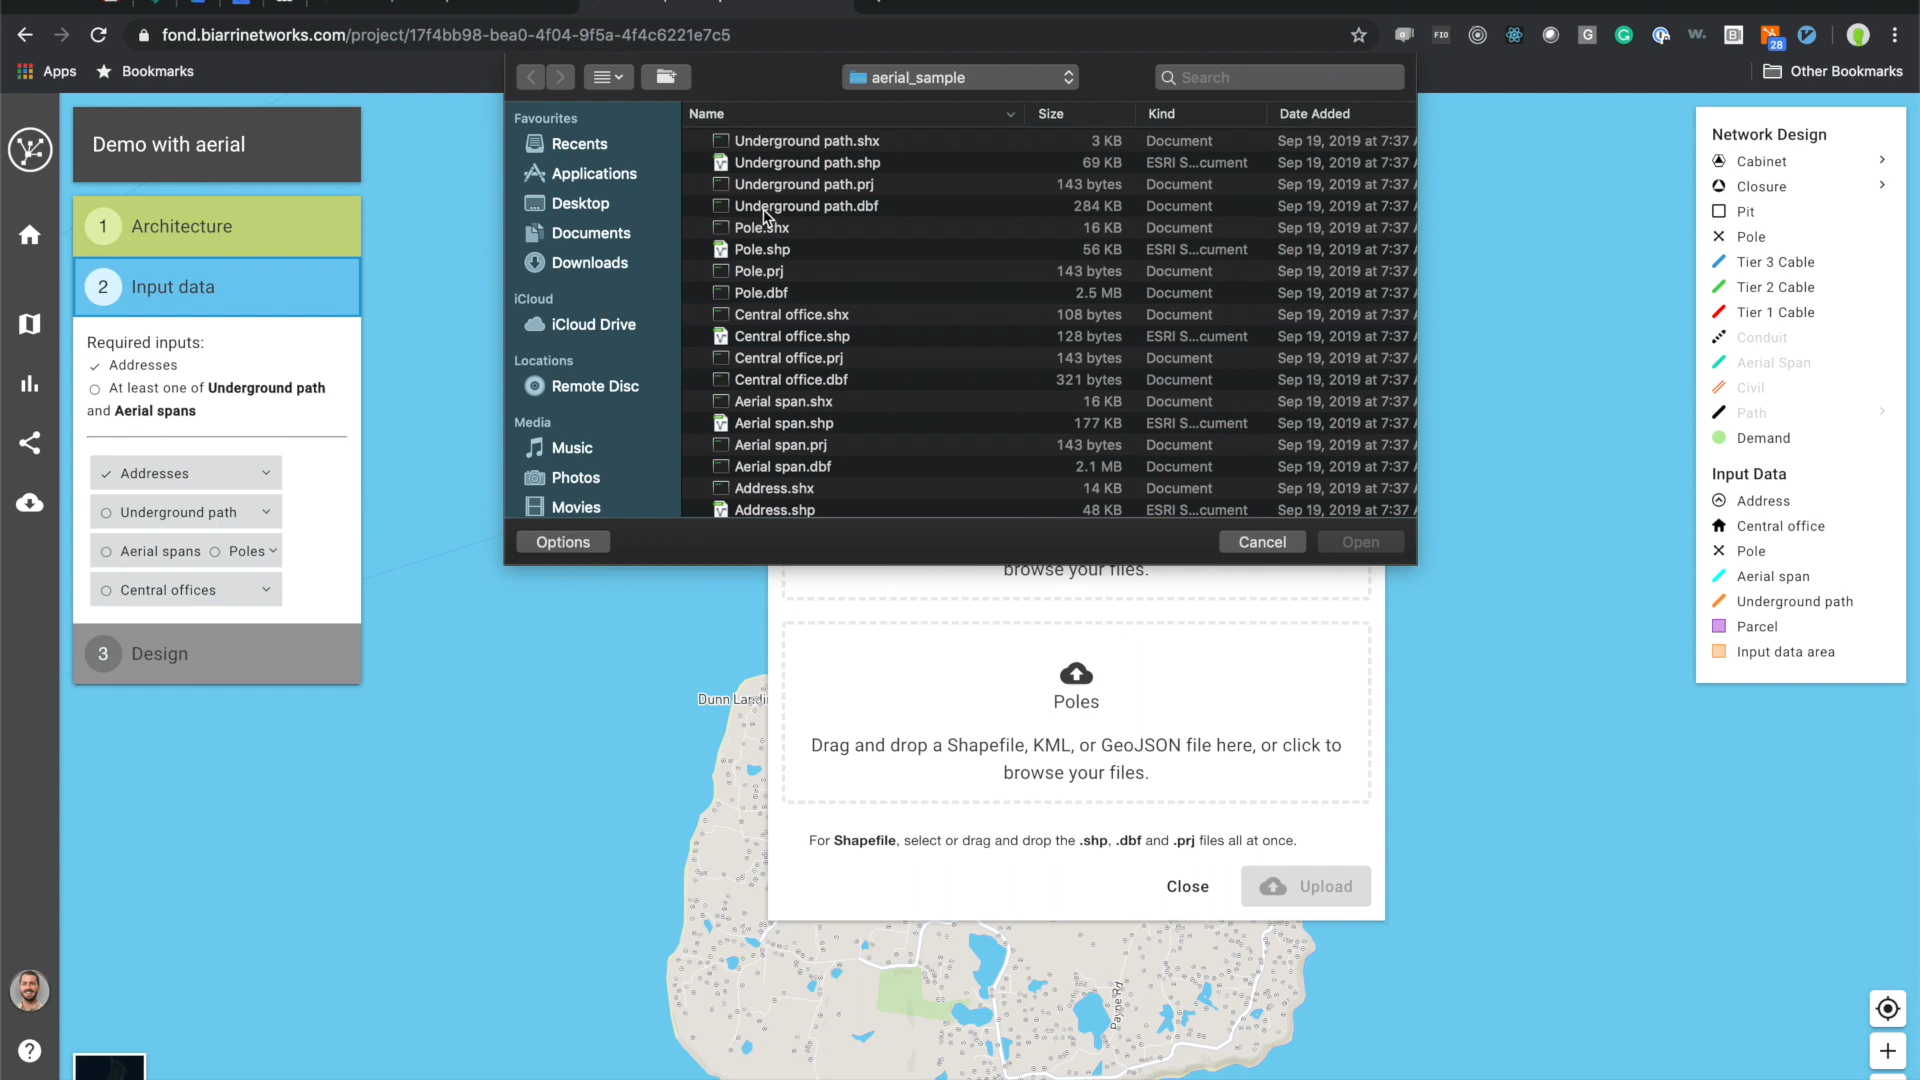 fond.biarrinetworks.com/project/17f4bb98-bea0-4f04-9f5a-4f4c6221e7c5
FIO
G
G
w.
B
28
Apps
Bookmarks
Other Bookmarks
aerial_sample
Search
Favourites
Recents
Applications
Desktop
Documents
Downloads
iCloud
iCloud Drive
Locations
Remote Disc
Media
Music
Photos
Movies
Name Size Kind Date Added
Underground path.shx 3 KB Document Sep 19, 2019 at 7:37
Underground path.shp 69 KB ESRI S...cument Sep 19, 2019 at 7:37
Underground path.prj 143 bytes Document Sep 19, 2019 at 7:37
Underground path.dbf 284 KB Document Sep 19, 2019 at 7:37
Pole.shx 16 KB Document Sep 19, 2019 at 7:37
Pole.shp 56 KB ESRI S...cument Sep 19, 2019 at 7:37
Pole.prj 143 bytes Document Sep 19, 2019 at 7:37
Pole.dbf 2.5 MB Document Sep 19, 2019 at 7:37
Central office.shx 108 bytes Document Sep 19, 2019 at 7:37
Central office.shp 128 bytes ESRI S...cument Sep 19, 2019 at 7:37
Central office.prj 143 bytes Document Sep 19, 2019 at 7:37
Central office.dbf 321 bytes Document Sep 19, 2019 at 7:37
Aerial span.shx 16 KB Document Sep 19, 2019 at 7:37
Aerial span.shp 177 KB ESRI S...cument Sep 19, 2019 at 7:37
Aerial span.prj 143 bytes Document Sep 19, 2019 at 7:37
Aerial span.dbf 2.1 MB Document Sep 19, 2019 at 7:37
Address.shx 14 KB Document Sep 19, 2019 at 7:37
Address.shp 48 KB ESRI S...cument Sep 19, 2019 at 7:37
Options
Cancel
Open
Demo with aerial
1 Architecture
2 Input data
Required inputs:
Addresses
At least one of Underground path
and Aerial spans
Addresses
Underground path
Aerial spans Poles
Central offices
3 Design
browse your files.
Poles
Drag and drop a Shapefile, KML, or GeoJSON file here, or click to
browse your files.
For Shapefile, select or drag and drop the .shp, .dbf and .prj files all at once.
Close
Upload
Dunn
Payne Rd
Network Design
Cabinet
Closure
Pit
Pole
Tier 3 Cable
Tier 2 Cable
Tier 1 Cable
Conduit
Aerial Span
Civil
Path
Demand
Input Data
Address
Central office
Pole
Aerial span
Underground path
Parcel
Input data area